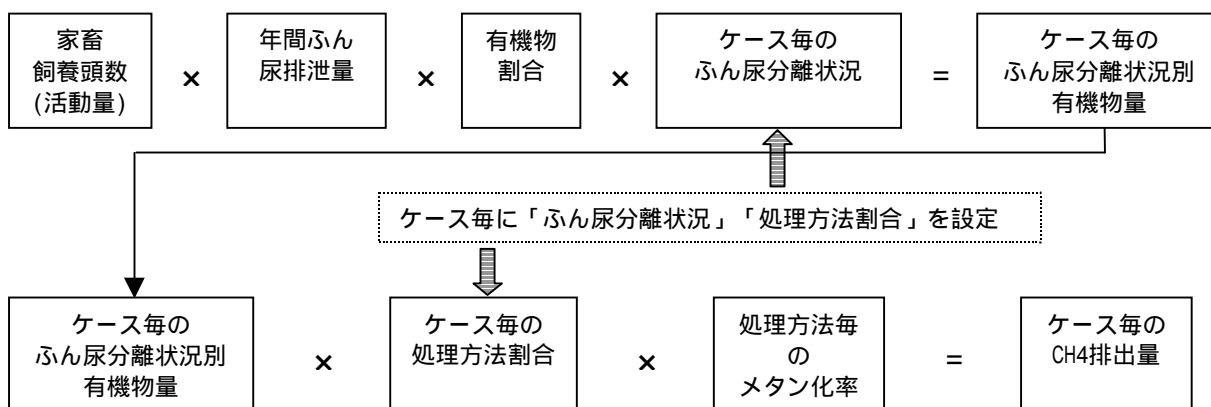 家畜
飼養頭数
(活動量)
×
年間ふん
尿排泄量
×
有機物
割合
×
ケース毎の
ふん尿分離状況
=
ケース毎の
ふん尿分離状況別
有機物量
ケース毎に「ふん尿分離状況」「処理方法割合」を設定
ケース毎の
ふん尿分離状況別
有機物量
×
ケース毎の
処理方法割合
×
処理方法毎
の
メタン化率
=
ケース毎の
CH4排出量